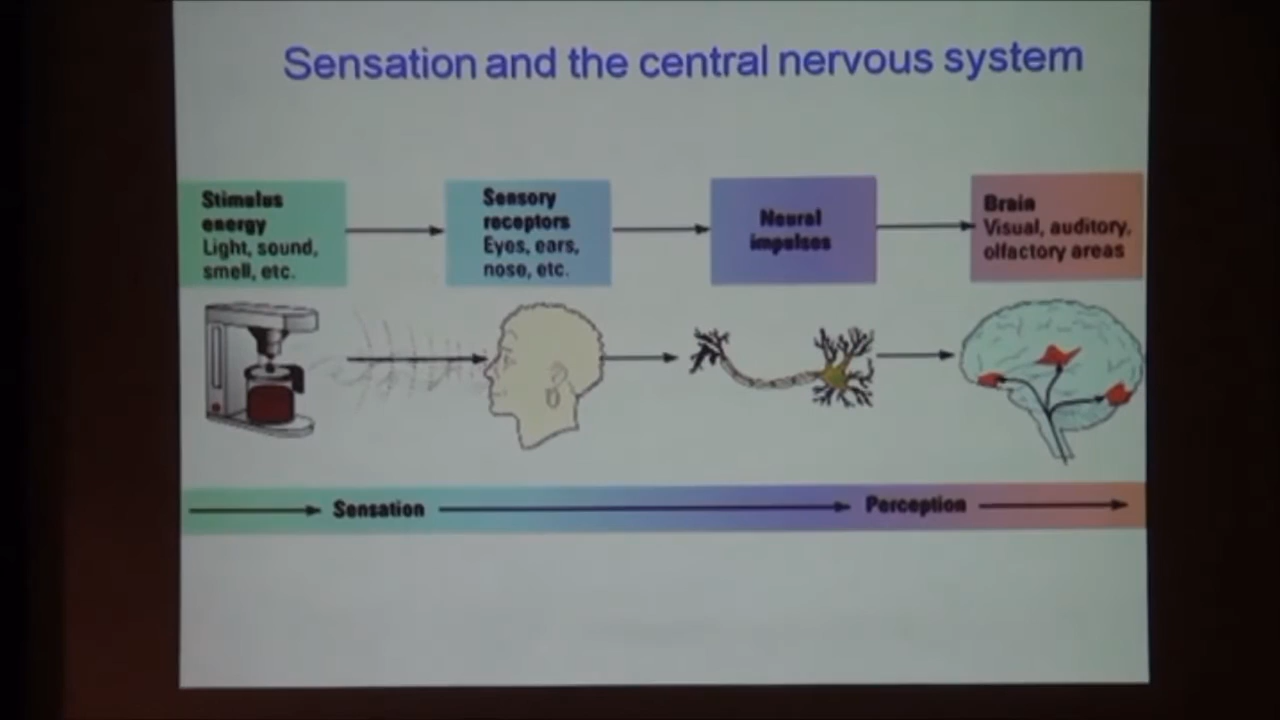 Sensation and the central nervous system
Stimulus
energy
Light, sound,
smell, etc.
Sensory
receptors
Eyes, ears,
nose, etc.
Neural
impulses
Brain
Visual, auditory,
olfactory areas
Sensation
Perception